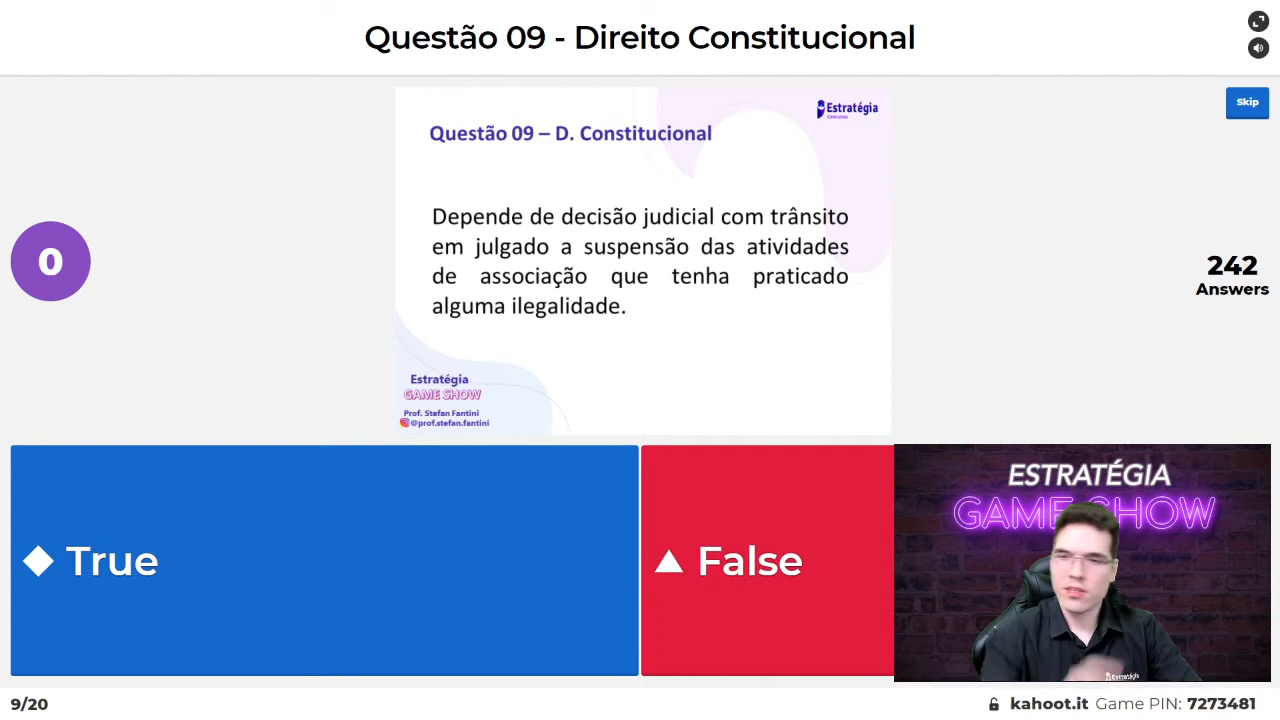 Questão 09 - Direito Constitucional
Skip
Estratégia
Concursos
Questão 09 – D. Constitucional
Depende de decisão judicial com trânsito
em julgado a suspensão das atividades
de associação que tenha praticado
alguma ilegalidade.
0
242
Answers
Estratégia
GAME SHOW
Prof. Stefan Fantini
@prof.stefan.fantini
True
False
ESTRATÉGIA
GAME SHOW
Estratégia
9/20
kahoot.it Game PIN: 7273481